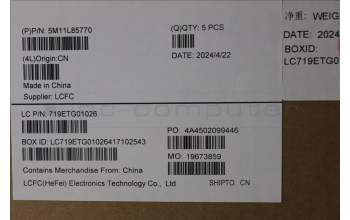 (P)P/N: 5M11L85770
(Q)QTY: 5 PCS
净重: WEIG
(4L)Origin:CN
DATE: 2024/4/22
DATE: 2024
BOXID:
LC719ETG0
Made in China
Supplier: LCFC
LC P/N: 719ETG01026
PO: 4A4502099446
BOX ID: LC719ETG01026417102543
MO: 19673859
Contains Merchandise From: China
LCFC(HeFei) Electronics Technology Co., Ltd
SHIPTO: CN